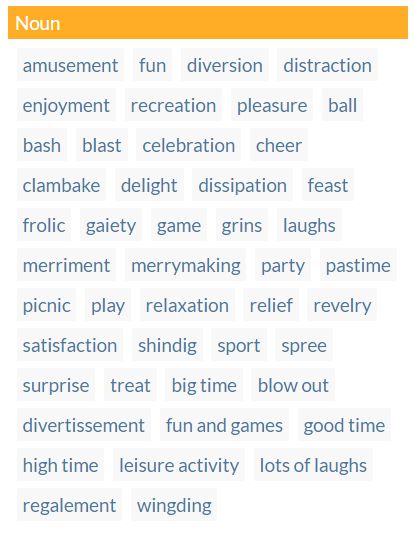 Noun
amusement fun diversion distraction
enjoyment recreation pleasure ball
bash blast celebration cheer
clambake delight dissipation feast
frolic gaiety game grins laughs
merriment merrymaking party pastime
picnic play relaxation relief revelry
satisfaction shindig sport spree
surprise treat big time blow out
divertissement fun and games good time
high time leisure activity lots of laughs
regalement wingding